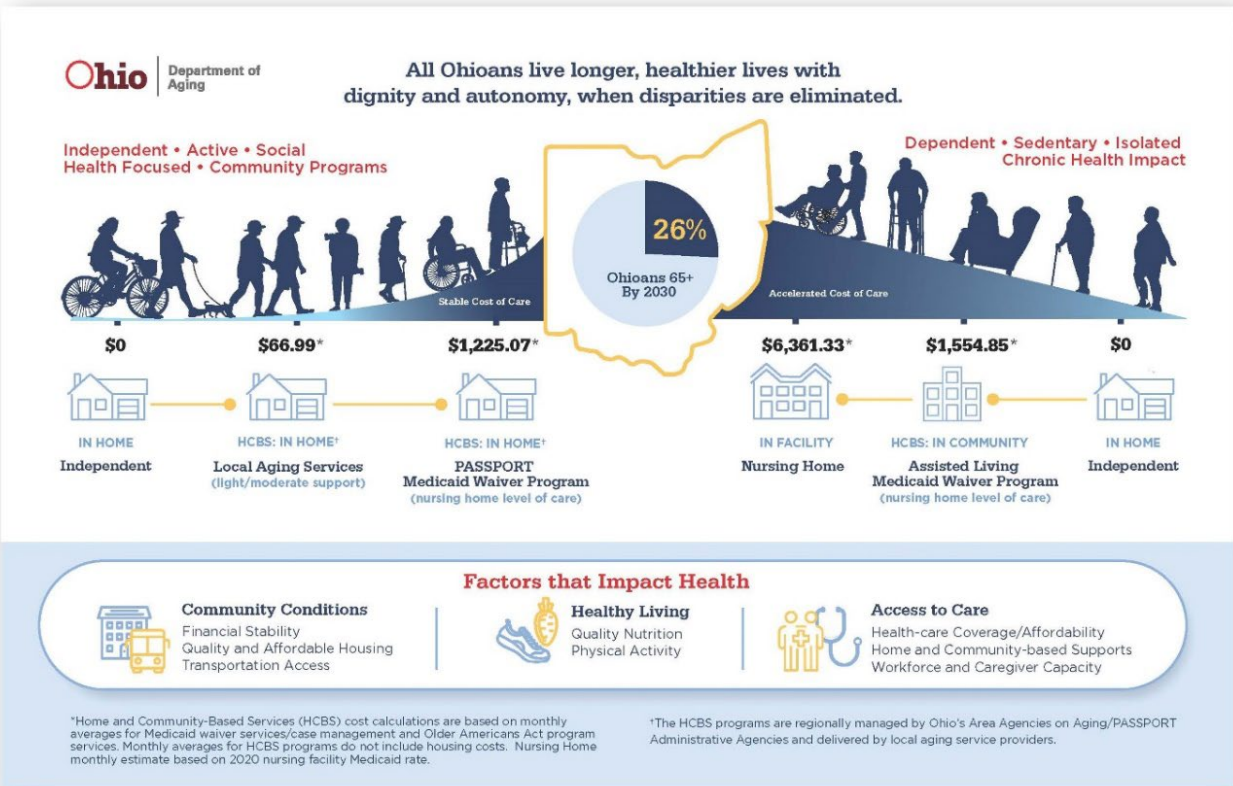 Ohio
Department of
Aging
All Ohioans live longer, healthier lives with
dignity and autonomy, when disparities are eliminated.
Independent • Active • Social
Health Focused • Community Programs
Dependent • Sedentary • Isolated
Chronic Health Impact
26%
Ohioans 65+
By 2030
Stable Cost of Care
Accelerated Cost of Care
$0
$66.99*
$1,225.07*
$6,361.33*
$1,554.85*
$0
IN HOME
Independent
HCBS: IN HOME†
Local Aging Services
(light/moderate support)
HCBS: IN HOME†
PASSPORT
Medicaid Waiver Program
(nursing home level of care)
IN FACILITY
Nursing Home
HCBS: IN COMMUNITY
Assisted Living
Medicaid Waiver Program
(nursing home level of care)
IN HOME
Independent
Factors that Impact Health
Community Conditions
Financial Stability
Quality and Affordable Housing
Transportation Access
Healthy Living
Quality Nutrition
Physical Activity
Access to Care
Health-care Coverage/Affordability
Home and Community-based Supports
Workforce and Caregiver Capacity
*Home and Community-Based Services (HCBS) cost calculations are based on monthly
averages for Medicaid waiver services/case management and Older Americans Act program
services. Monthly averages for HCBS programs do not include housing costs. Nursing Home
monthly estimate based on 2020 nursing facility Medicaid rate.
†The HCBS programs are regionally managed by Ohio's Area Agencies on Aging/PASSPORT
Administrative Agencies and delivered by local aging service providers.